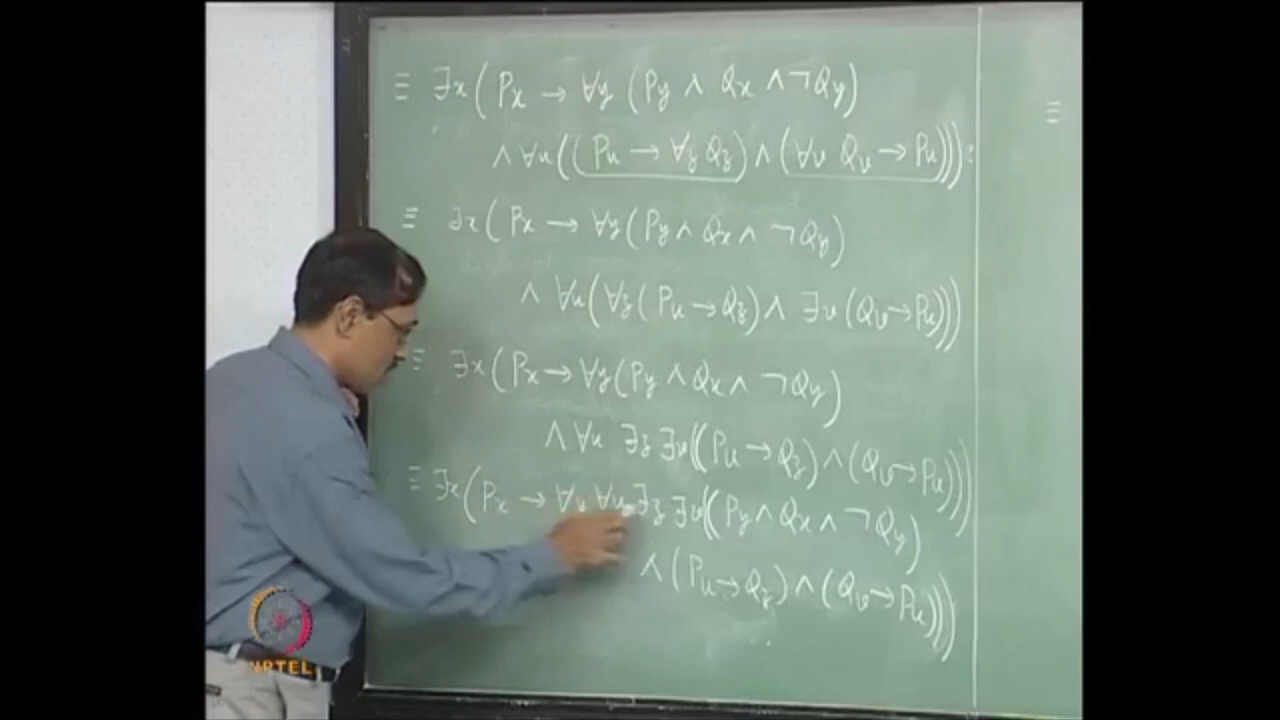 ≡ ∃x(Px → ∀y (Py ∧ Qx ∧ ¬Qy)
∧ ∀u((Pu → ∀z Qz) ∧ (∀v Qv → Pu)))
≡
≡ ∃x(Px → ∀y(Py ∧ Qx ∧ ¬Qy)
∧ ∀u(∀z(Pu → Qz) ∧ ∃v(Qv → Pu)))
≡ ∃x(Px → ∀y(Py ∧ Qx ∧ ¬Qy)
∧ ∀u ∃z ∃v((Pu → Qz) ∧ (Qv → Pu)))
≡ ∃x(Px → ∀y ∀u ∃z ∃v((Py ∧ Qx ∧ ¬Qy)
∧ (Pu → Qz) ∧ (Qv → Pu)))
NPTEL